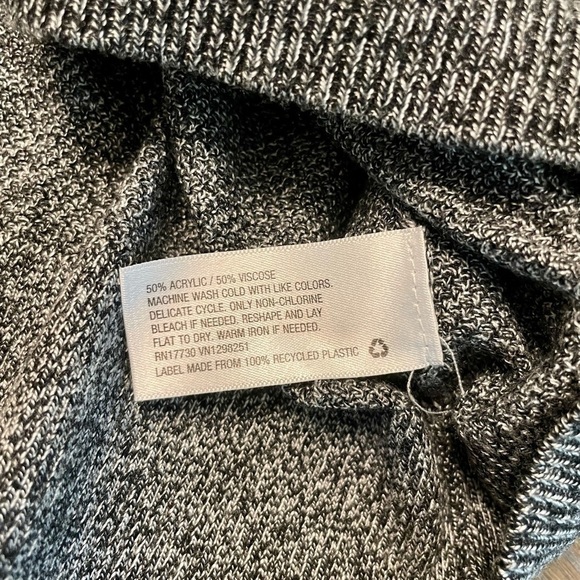 50% ACRYLIC / 50% VISCOSE
MACHINE WASH COLD WITH LIKE COLORS.
DELICATE CYCLE. ONLY NON-CHLORINE
BLEACH IF NEEDED. RESHAPE AND LAY
FLAT TO DRY. WARM IRON IF NEEDED.
RN17730 VN1298251
LABEL MADE FROM 100% RECYCLED PLASTIC